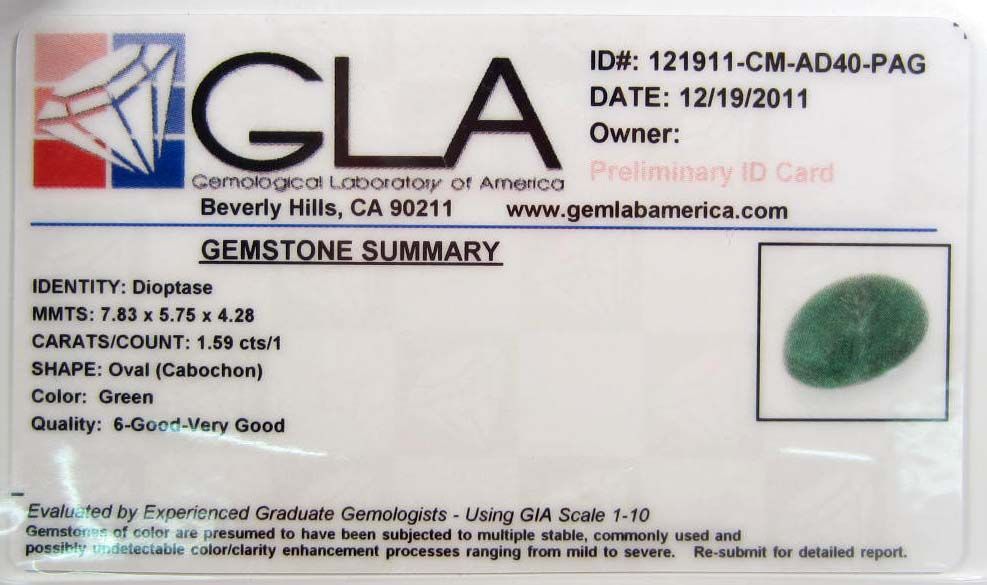 GLA
Gemological Laboratory of America
Beverly Hills, CA 90211 www.gemlabamerica.com
ID#: 121911-CM-AD40-PAG
DATE: 12/19/2011
Owner:
Preliminary ID Card
GEMSTONE SUMMARY
IDENTITY: Dioptase
MMTS: 7.83 x 5.75 x 4.28
CARATS/COUNT: 1.59 cts/1
SHAPE: Oval (Cabochon)
Color: Green
Quality: 6-Good-Very Good
Evaluated by Experienced Graduate Gemologists - Using GIA Scale 1-10
Gemstones of color are presumed to have been subjected to multiple stable, commonly used and
possibly undetectable color/clarity enhancement processes ranging from mild to severe. Re-submit for detailed report.